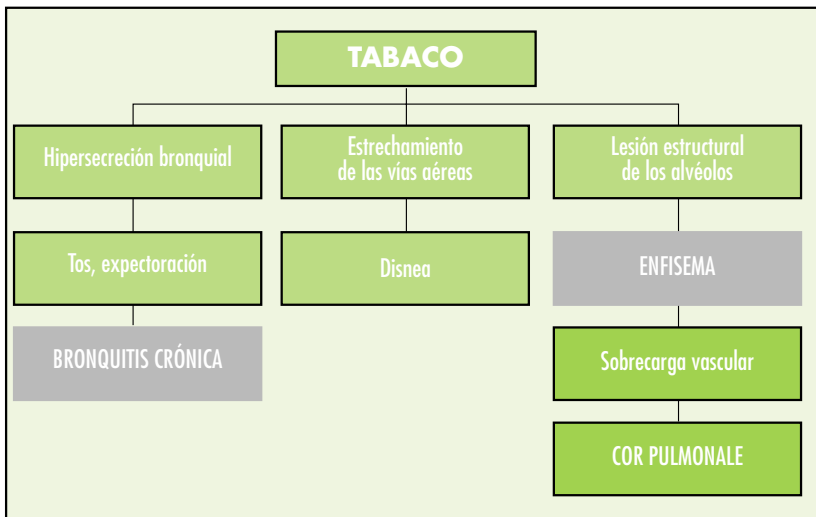 TABACO
Hipersecreción bronquial
Estrechamiento
de las vías aéreas
Lesión estructural
de los alvéolos
Tos, expectoración
Disnea
ENFISEMA
BRONQUITIS CRÓNICA
Sobrecarga vascular
COR PULMONALE